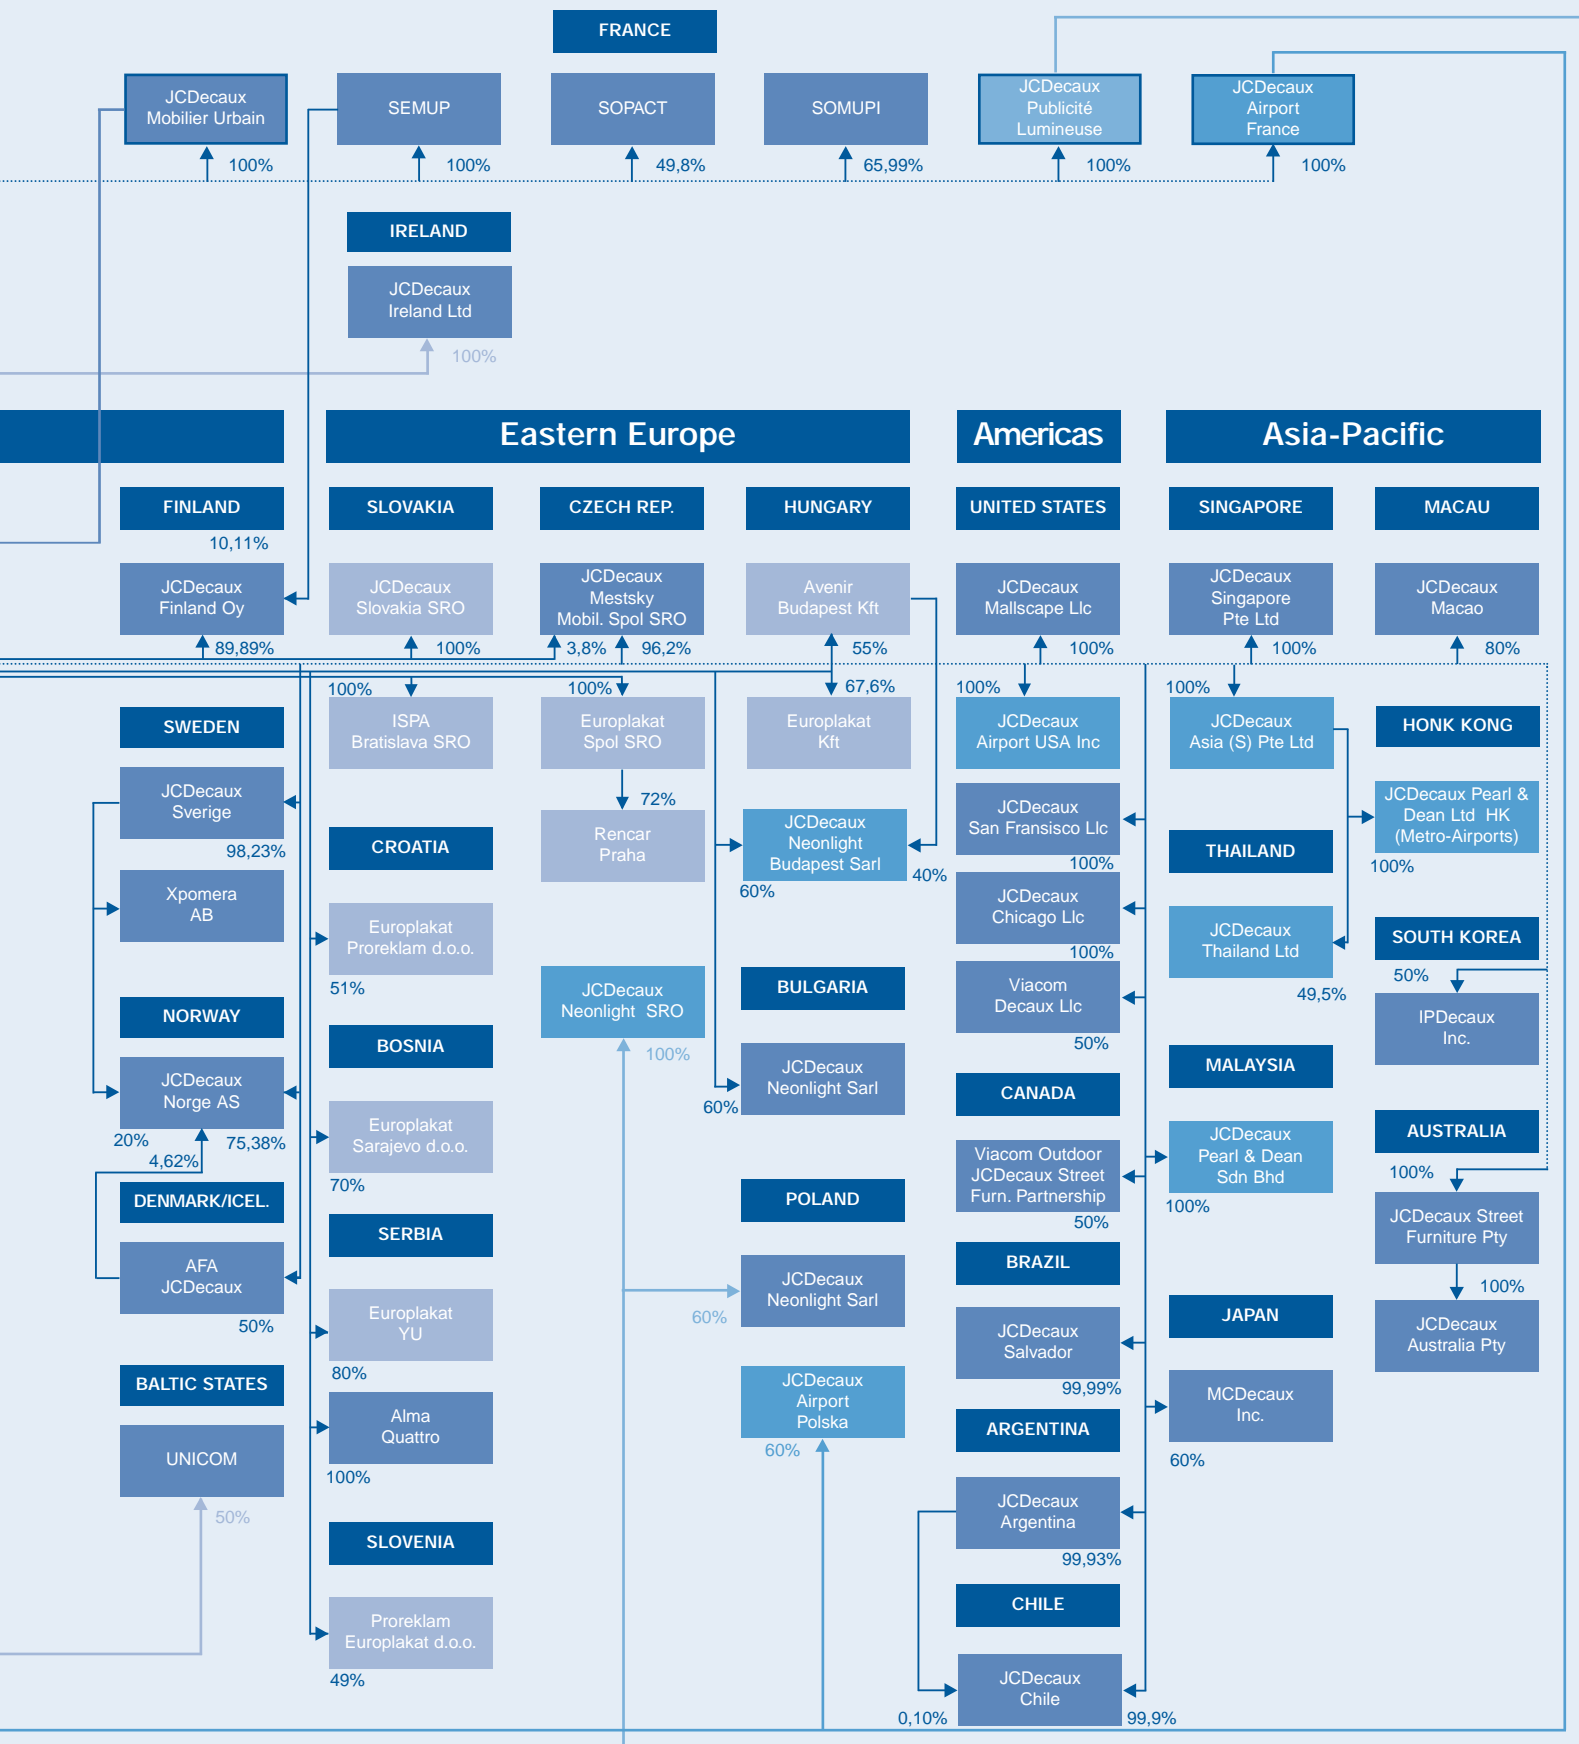 FRANCE
JCDecaux
Mobilier Urbain
SEMUP
SOPACT
SOMUPI
JCDecaux
Publicité
Lumineuse
JCDecaux
Airport
France
100%
100%
49,8%
65,99%
100%
100%
IRELAND
JCDecaux
Ireland Ltd
100%
Eastern Europe
Americas
Asia-Pacific
FINLAND
10,11%
JCDecaux
Finland Oy
89,89%
SWEDEN
JCDecaux
Sverige
98,23%
Xpomera
AB
NORWAY
JCDecaux
Norge AS
20%
75,38%
4,62%
DENMARK/ICEL.
AFA
JCDecaux
50%
BALTIC STATES
UNICOM
50%
SLOVAKIA
JCDecaux
Slovakia SRO
100%
100%
ISPA
Bratislava SRO
CROATIA
Europlakat
Proreklam d.o.o.
51%
BOSNIA
Europlakat
Sarajevo d.o.o.
70%
SERBIA
Europlakat
YU
80%
Alma
Quattro
100%
SLOVENIA
Proreklam
Europlakat d.o.o.
49%
CZECH REP.
JCDecaux
Mestsky
Mobil. Spol SRO
3,8%
96,2%
100%
Europlakat
Spol SRO
72%
Rencar
Praha
JCDecaux
Neonlight SRO
100%
HUNGARY
Avenir
Budapest Kft
55%
67,6%
Europlakat
Kft
JCDecaux
Neonlight
Budapest Sarl
60%
40%
BULGARIA
JCDecaux
Neonlight Sarl
60%
POLAND
JCDecaux
Neonlight Sarl
60%
JCDecaux
Airport
Polska
60%
UNITED STATES
JCDecaux
Mallscape Llc
100%
100%
JCDecaux
Airport USA Inc
JCDecaux
San Fransisco Llc
100%
JCDecaux
Chicago Llc
100%
Viacom
Decaux Llc
50%
CANADA
Viacom Outdoor
JCDecaux Street
Furn. Partnership
50%
BRAZIL
JCDecaux
Salvador
99,99%
ARGENTINA
JCDecaux
Argentina
99,93%
CHILE
JCDecaux
Chile
0,10%
99,9%
SINGAPORE
JCDecaux
Singapore
Pte Ltd
100%
100%
JCDecaux
Asia (S) Pte Ltd
THAILAND
JCDecaux
Thailand Ltd
49,5%
MALAYSIA
JCDecaux
Pearl & Dean
Sdn Bhd
100%
JAPAN
MCDecaux
Inc.
60%
MACAU
JCDecaux
Macao
80%
HONK KONG
JCDecaux Pearl &
Dean Ltd HK
(Metro-Airports)
100%
SOUTH KOREA
50%
IPDecaux
Inc.
AUSTRALIA
100%
JCDecaux Street
Furniture Pty
100%
JCDecaux
Australia Pty